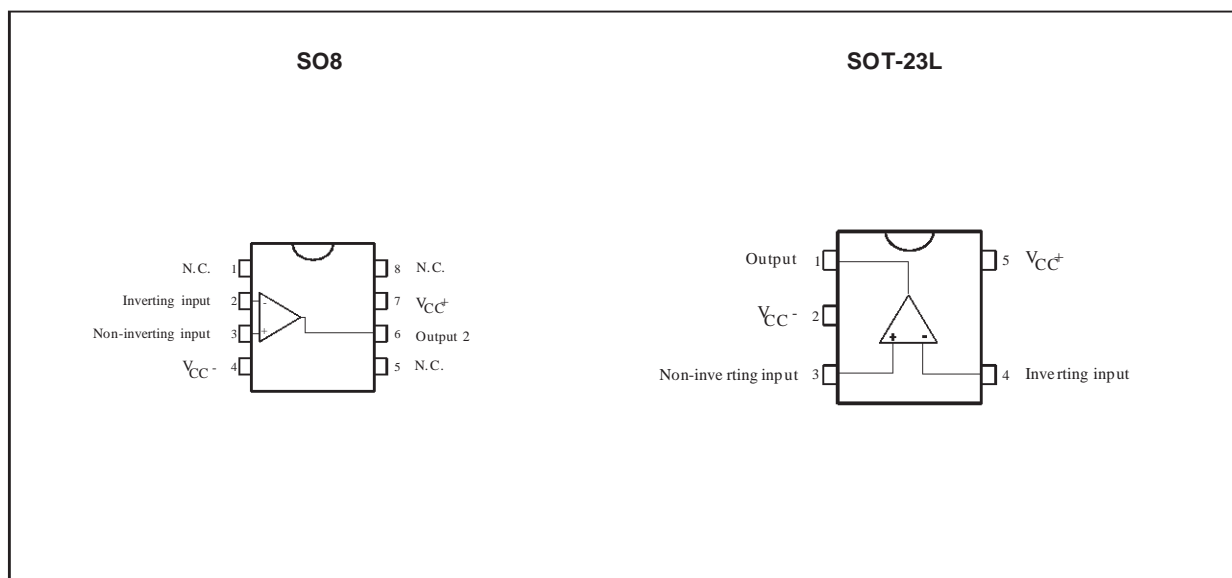 SO8
N.C. 1
Inverting input 2
Non-inverting input 3
VCC- 4
-
+
8 N.C.
7 VCC+
6 Output 2
5 N.C.
SOT-23L
Output 1
VCC- 2
Non-inverting input 3
+ -
5 VCC+
4 Inverting input